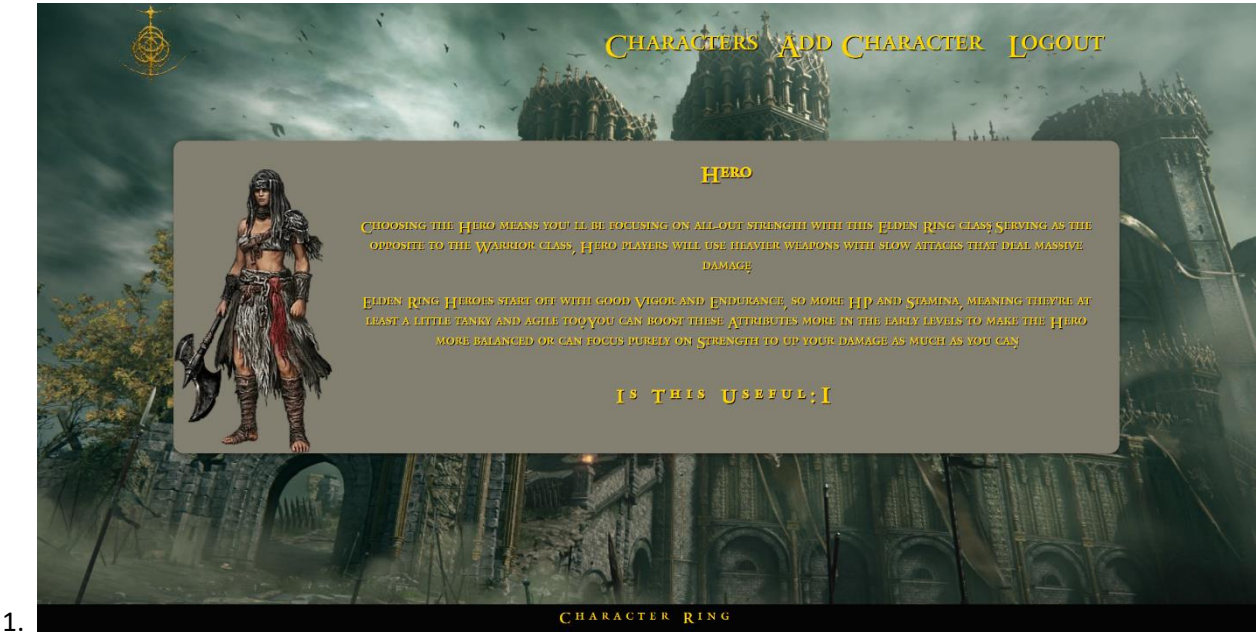 Characters Add Character Logout
Hero
Choosing the Hero means you' ll be focusing on all-out strength with this Elden Ring class. Serving as the
opposite to the Warrior class, Hero players will use heavier weapons with slow attacks that deal massive
damage.
Elden Ring Heroes start off with good Vigor and Endurance, so more HP and Stamina, meaning they're at
least a little tanky and agile too. You can boost these Attributes more in the early levels to make the Hero
more balanced or can focus purely on Strength to up your damage as much as you can.
Is This Useful:1
Character Ring
1.